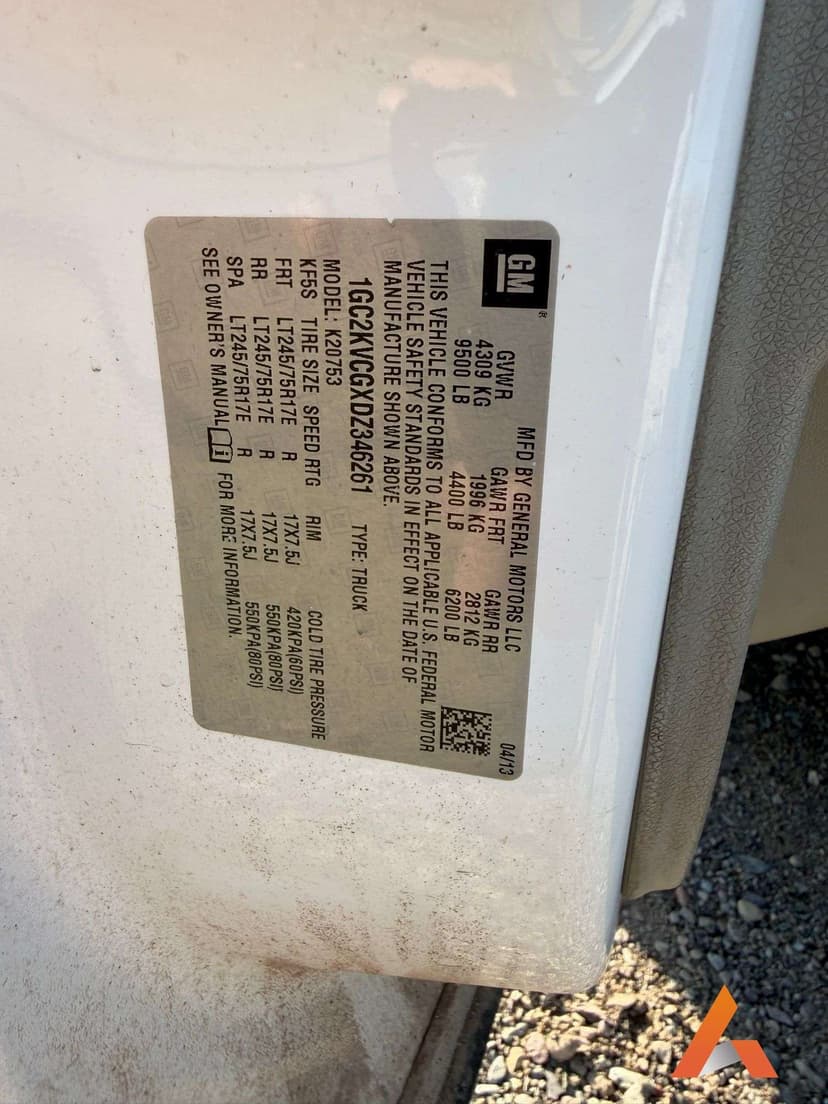 GM
®
MFD BY GENERAL MOTORS LLC 04/13
GVWR GAWR FRT GAWR RR
4309 KG 1996 KG 2812 KG
9500 LB 4400 LB 6200 LB
THIS VEHICLE CONFORMS TO ALL APPLICABLE U.S. FEDERAL MOTOR
VEHICLE SAFETY STANDARDS IN EFFECT ON THE DATE OF
MANUFACTURE SHOWN ABOVE.
1GC2KVCGXDZ346261 TYPE: TRUCK
MODEL: K20753
KF5S TIRE SIZE SPEED RTG RIM COLD TIRE PRESSURE
FRT LT245/75R17E R 17X7.5J 420KPA(60PSI)
RR LT245/75R17E R 17X7.5J 550KPA(80PSI)
SPA LT245/75R17E R 17X7.5J 550KPA(80PSI)
SEE OWNER'S MANUAL i FOR MORE INFORMATION.